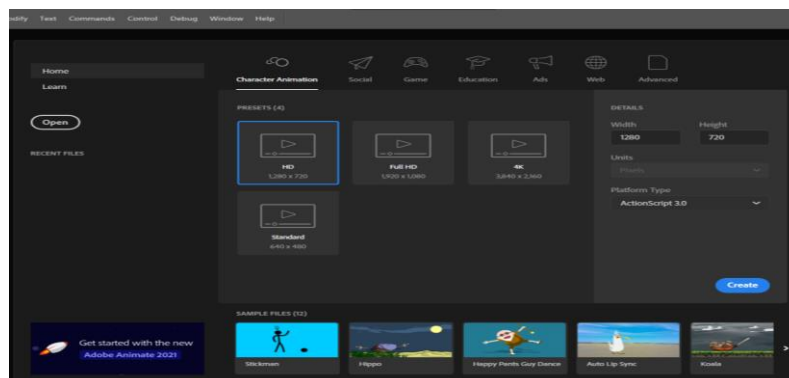 Modify Text Commands Control Debug Window Help
Home
Learn
Open
RECENT FILES
Get started with the new
Adobe Animate 2021
Character Animation Social Game Education Ads Web Advanced
PRESETS (4)
HD
1,280 x 720
Full HD
1,920 x 1,080
4K
3,840 x 2,160
Standard
640 x 480
DETAILS
Width Height
1280 720
Units
Pixels
Platform Type
ActionScript 3.0
Create
SAMPLE FILES (12)
Stickman
Hippo
Happy Pants Guy Dance
Auto Lip Sync
Koala